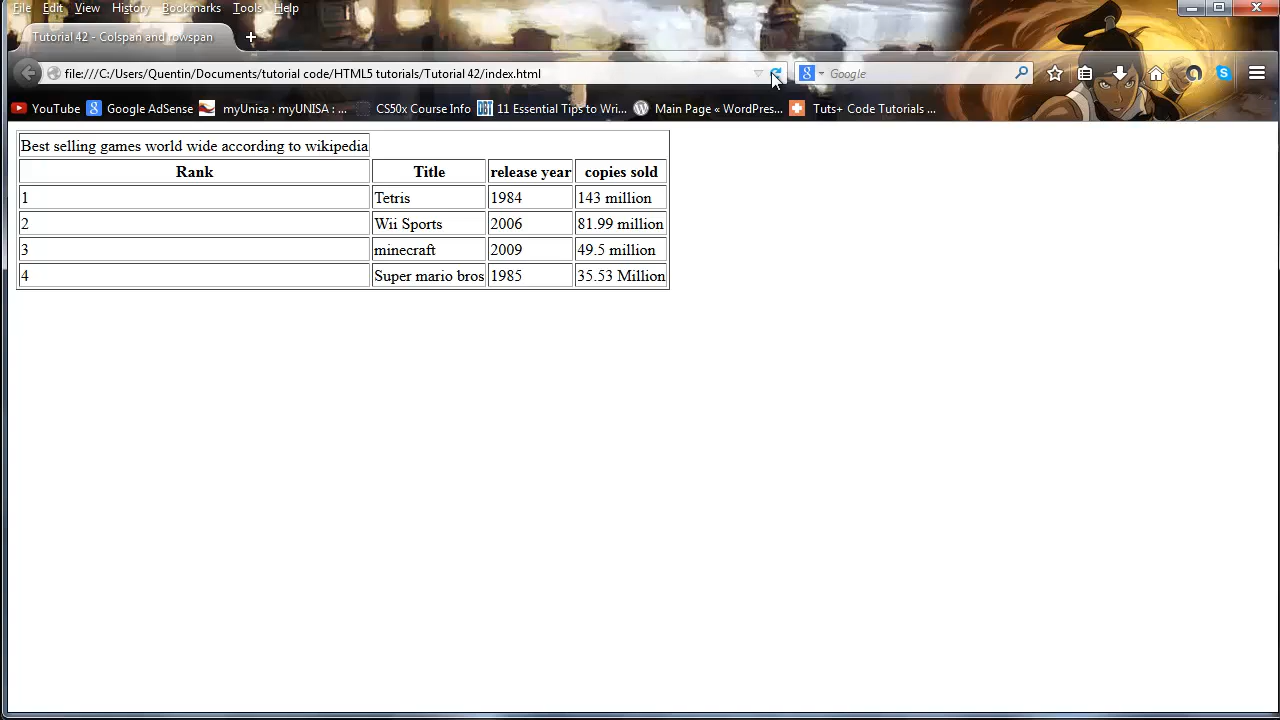 File Edit View History Bookmarks Tools Help
Tutorial 42 - Colspan and rowspan +
file:///C:/Users/Quentin/Documents/tutorial code/HTML5 tutorials/Tutorial 42/index.html Google
YouTube Google AdSense myUnisa : myUNISA : ... CS50x Course Info 11 Essential Tips to Wri... Main Page « WordPres... Tuts+ Code Tutorials ...
Best selling games world wide according to wikipedia
Rank Title release year copies sold
1 Tetris 1984 143 million
2 Wii Sports 2006 81.99 million
3 minecraft 2009 49.5 million
4 Super mario bros 1985 35.53 Million